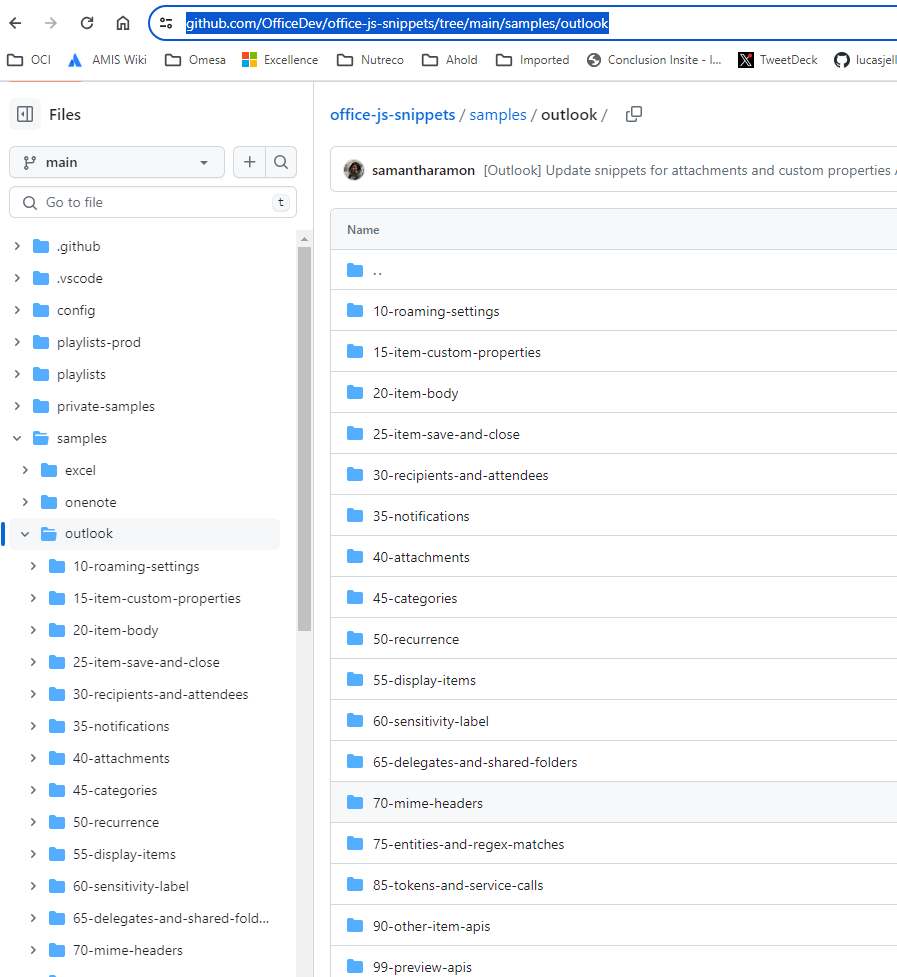 github.com/OfficeDev/office-js-snippets/tree/main/samples/outlook
OCI AMIS Wiki Omesa Excellence Nutreco Ahold Imported Conclusion Insite - I... TweetDeck lucasjell
Files
main
Go to file t
.github
.vscode
config
playlists-prod
playlists
private-samples
samples
excel
onenote
outlook
10-roaming-settings
15-item-custom-properties
20-item-body
25-item-save-and-close
30-recipients-and-attendees
35-notifications
40-attachments
45-categories
50-recurrence
55-display-items
60-sensitivity-label
65-delegates-and-shared-fold...
70-mime-headers
office-js-snippets / samples / outlook /
samantharamon [Outlook] Update snippets for attachments and custom properties
Name
..
10-roaming-settings
15-item-custom-properties
20-item-body
25-item-save-and-close
30-recipients-and-attendees
35-notifications
40-attachments
45-categories
50-recurrence
55-display-items
60-sensitivity-label
65-delegates-and-shared-folders
70-mime-headers
75-entities-and-regex-matches
85-tokens-and-service-calls
90-other-item-apis
99-preview-apis